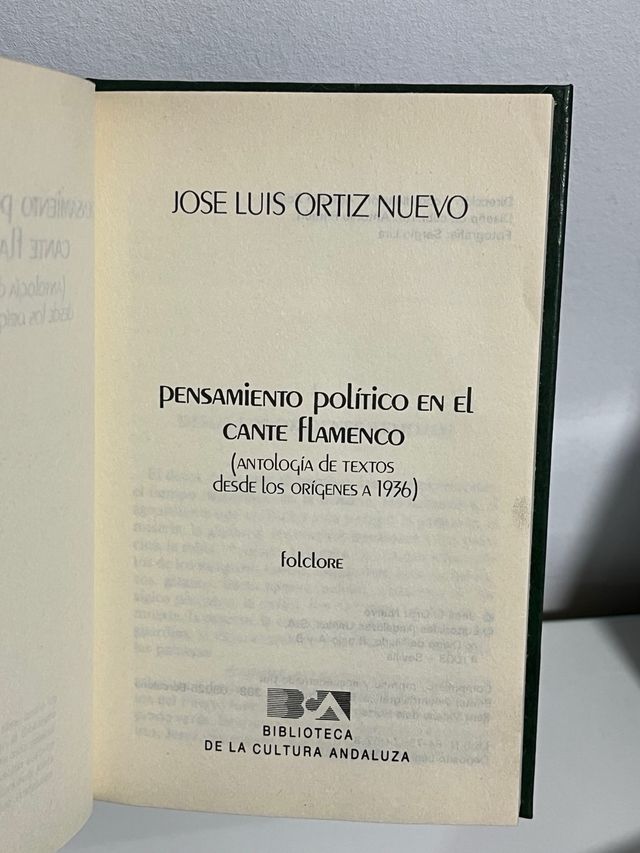 JOSE LUIS ORTIZ NUEVO
PENSAMIENTO POLÍTICO EN EL
CANTE FLAMENCO
(ANTOLOGÍA DE TEXTOS
DESDE LOS ORÍGENES A 1936)
folclore
BCA
BIBLIOTECA
DE LA CULTURA ANDALUZA